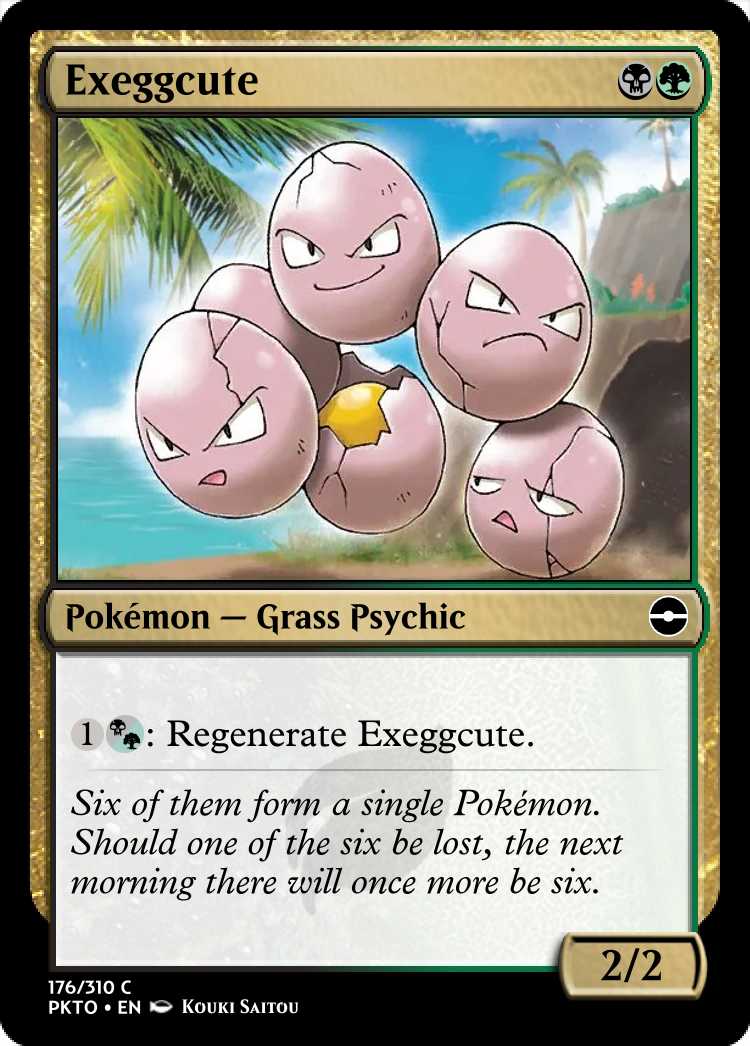 Exeggcute
Pokémon — Grass Psychic
1 : Regenerate Exeggcute.
Six of them form a single Pokémon.
Should one of the six be lost, the next
morning there will once more be six.
2/2
176/310 C
PKTO • EN Kouki Saitou